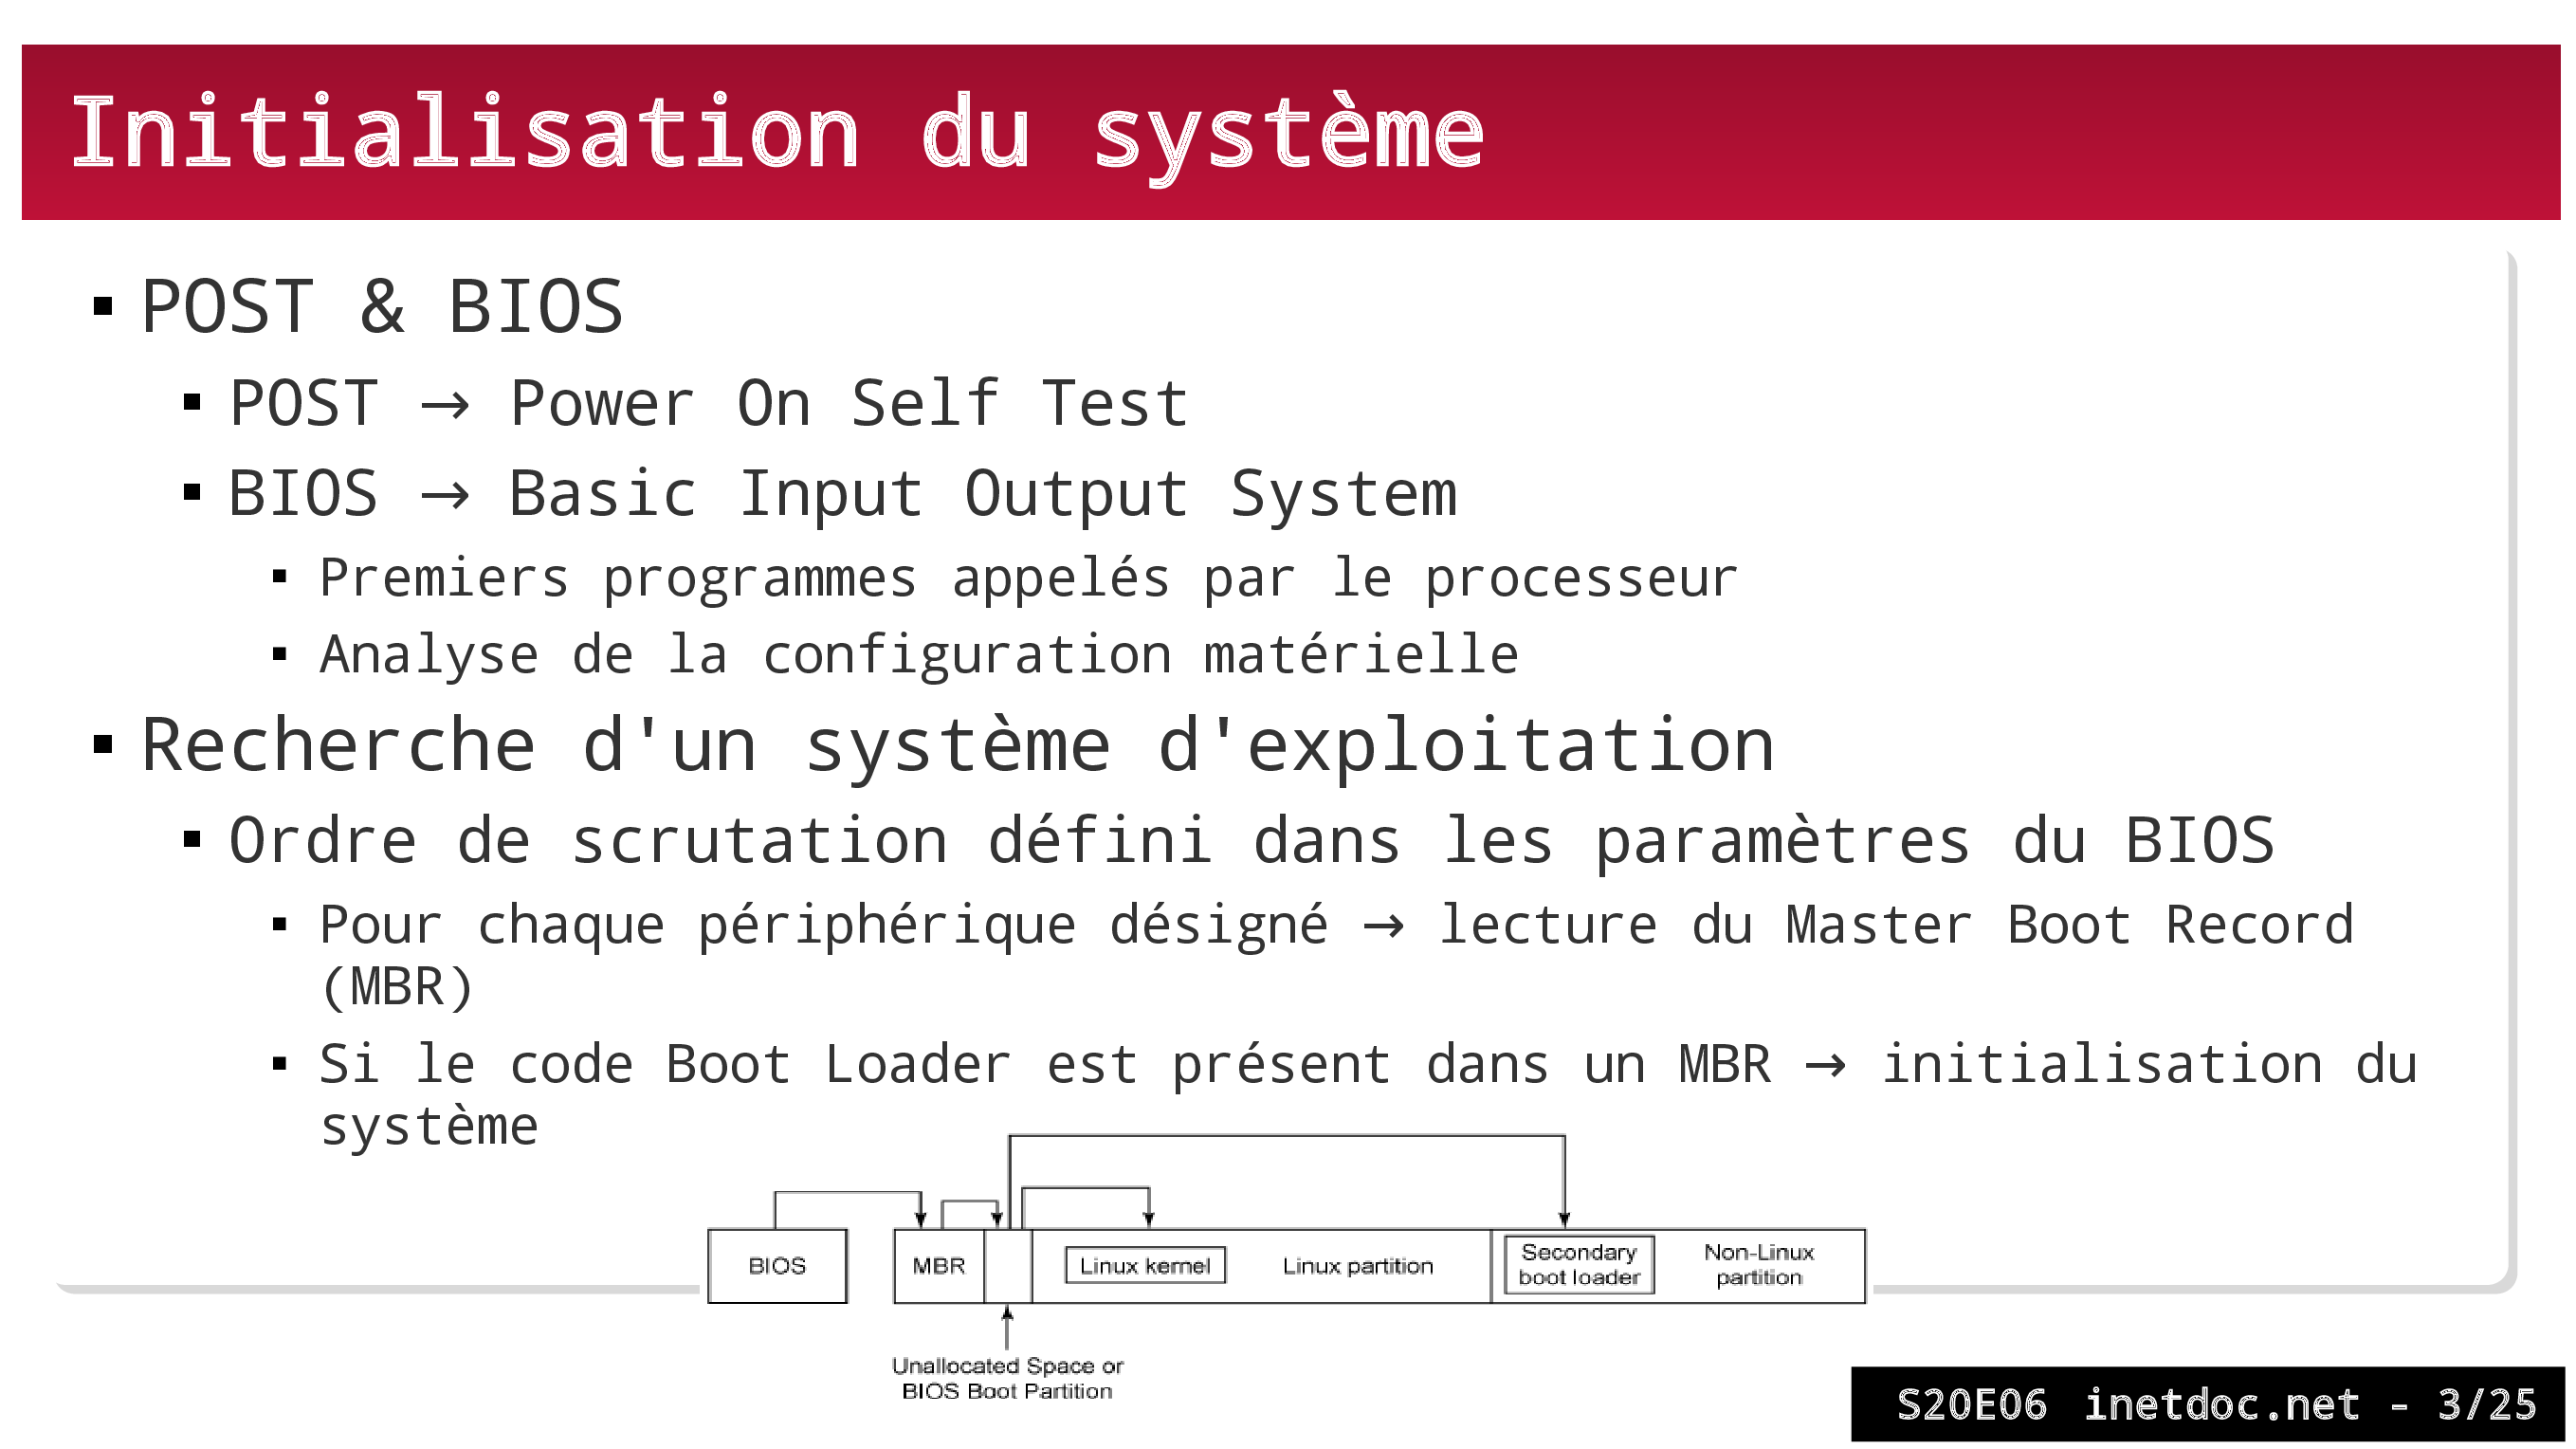 Initialisation du système
▪ POST & BIOS
▪ POST → Power On Self Test
▪ BIOS → Basic Input Output System
▪ Premiers programmes appelés par le processeur
▪ Analyse de la configuration matérielle
▪ Recherche d'un système d'exploitation
▪ Ordre de scrutation défini dans les paramètres du BIOS
▪ Pour chaque périphérique désigné → lecture du Master Boot Record
(MBR)
▪ Si le code Boot Loader est présent dans un MBR → initialisation du
système
BIOS
MBR
Linux kernel
Linux partition
Secondary
boot loader
Non-Linux
partition
Unallocated Space or
BIOS Boot Partition
S20E06 inetdoc.net - 3/25